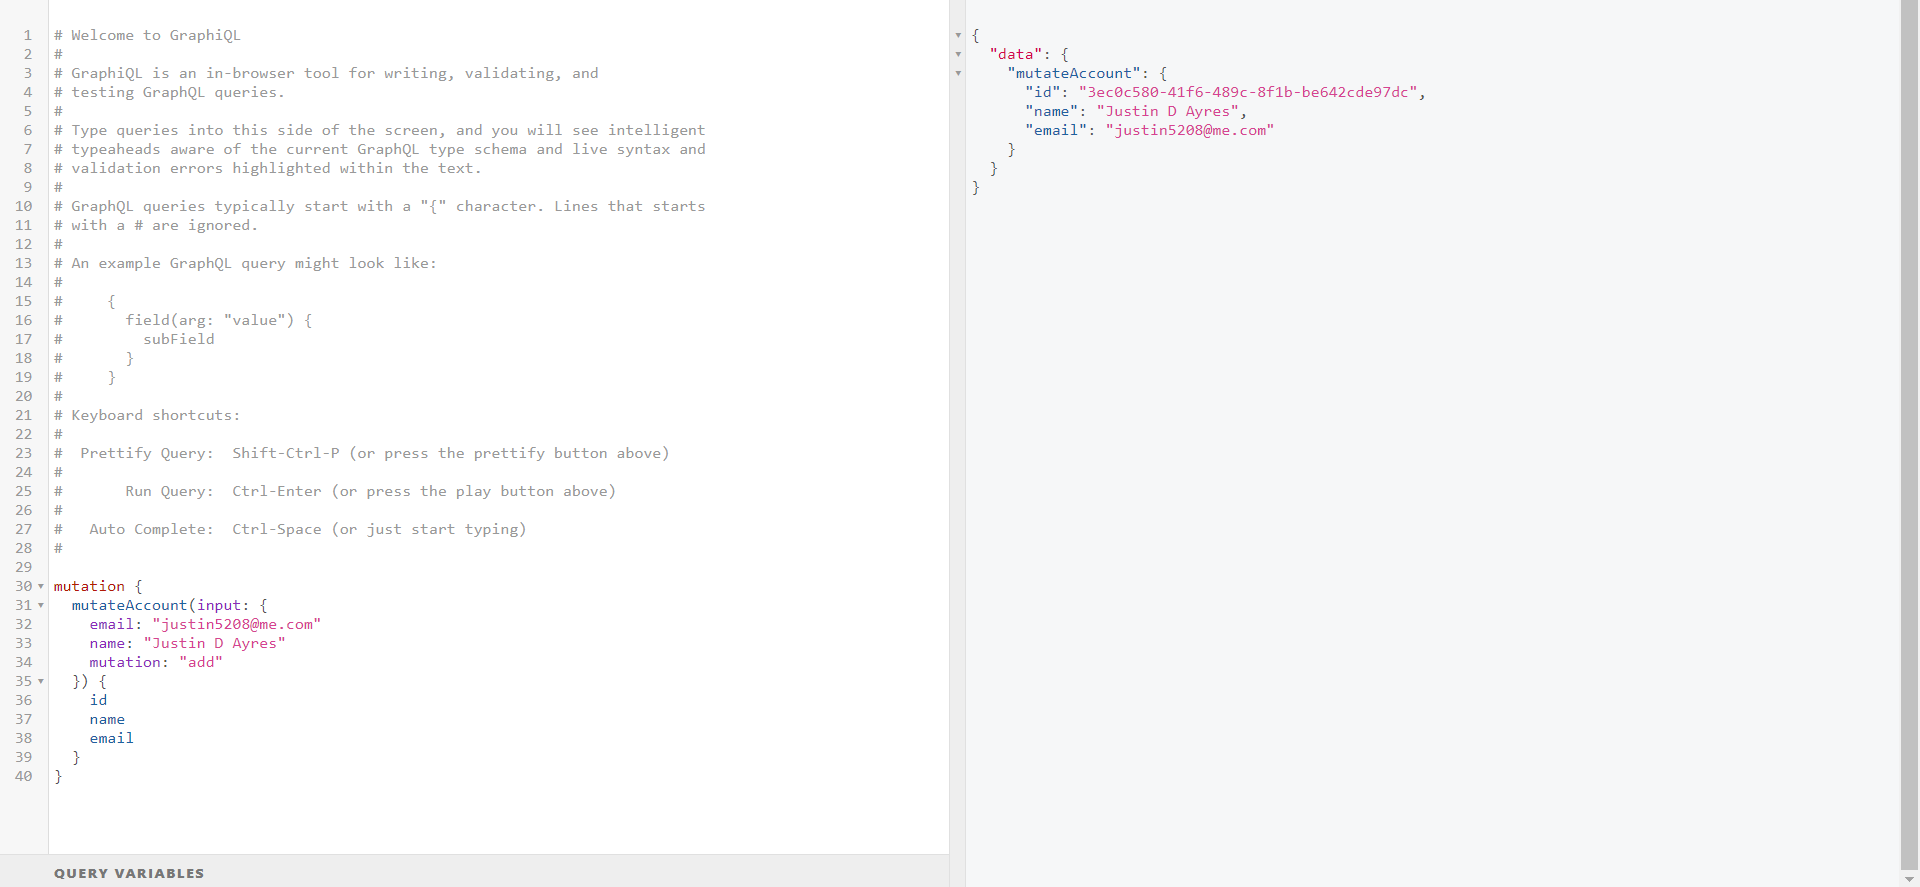 1 # Welcome to GraphiQL
2 #
3 # GraphiQL is an in-browser tool for writing, validating, and
4 # testing GraphQL queries.
5 #
6 # Type queries into this side of the screen, and you will see intelligent
7 # typeaheads aware of the current GraphQL type schema and live syntax and
8 # validation errors highlighted within the text.
9 #
10 # GraphQL queries typically start with a "{" character. Lines that starts
11 # with a # are ignored.
12 #
13 # An example GraphQL query might look like:
14 #
15 #     {
16 #       field(arg: "value") {
17 #         subField
18 #       }
19 #     }
20 #
21 # Keyboard shortcuts:
22 #
23 #  Prettify Query:  Shift-Ctrl-P (or press the prettify button above)
24 #
25 #       Run Query:  Ctrl-Enter (or press the play button above)
26 #
27 #   Auto Complete:  Ctrl-Space (or just start typing)
28 #
29
30 mutation {
31   mutateAccount(input: {
32     email: "justin5208@me.com"
33     name: "Justin D Ayres"
34     mutation: "add"
35   }) {
36     id
37     name
38     email
39   }
40 }
QUERY VARIABLES
{
  "data": {
    "mutateAccount": {
      "id": "3ec0c580-41f6-489c-8f1b-be642cde97dc",
      "name": "Justin D Ayres",
      "email": "justin5208@me.com"
    }
  }
}